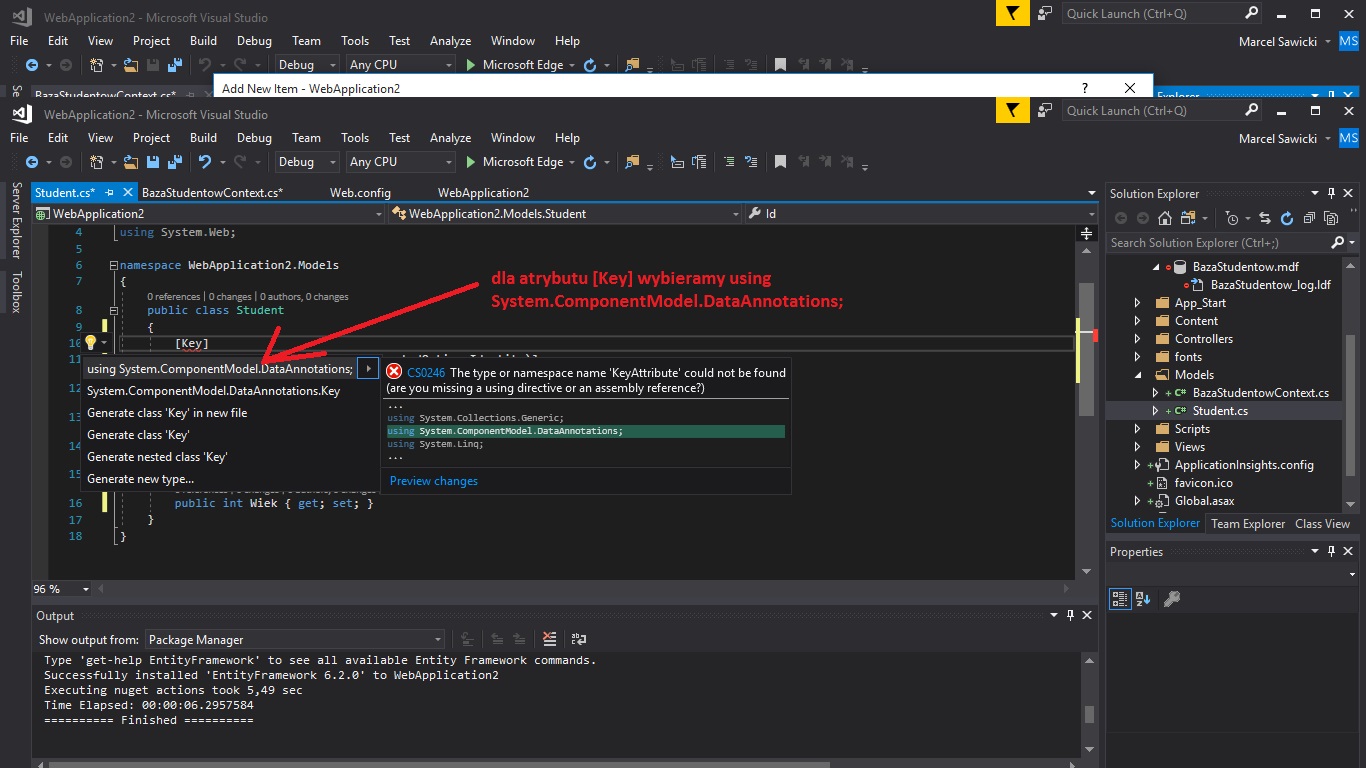 WebApplication2 - Microsoft Visual Studio
Quick Launch (Ctrl+Q)
File Edit View Project Build Debug Team Tools Test Analyze Window Help
Marcel Sawicki MS
Debug Any CPU Microsoft Edge
BazaStudentowContext.cs*
Add New Item - WebApplication2
?
Explorer
WebApplication2 - Microsoft Visual Studio
Quick Launch (Ctrl+Q)
File Edit View Project Build Debug Team Tools Test Analyze Window Help
Marcel Sawicki MS
Debug Any CPU Microsoft Edge
Server Explorer
Toolbox
Student.cs* BazaStudentowContext.cs* Web.config WebApplication2
WebApplication2 WebApplication2.Models.Student Id
4 using System.Web;
5
6 namespace WebApplication2.Models
7 {
0 references | 0 changes | 0 authors, 0 changes
8 public class Student
9 {
10 [Key]
11
dla atrybutu [Key] wybieramy using
System.ComponentModel.DataAnnotations;
using System.ComponentModel.DataAnnotations;
System.ComponentModel.DataAnnotations.Key
Generate class 'Key' in new file
Generate class 'Key'
Generate nested class 'Key'
Generate new type...
CS0246 The type or namespace name 'KeyAttribute' could not be found
(are you missing a using directive or an assembly reference?)
...
using System.Collections.Generic;
using System.ComponentModel.DataAnnotations;
using System.Linq;
...
Preview changes
16 public int Wiek { get; set; }
17 }
18 }
96 %
Output
Show output from: Package Manager
Type 'get-help EntityFramework' to see all available Entity Framework commands.
Successfully installed 'EntityFramework 6.2.0' to WebApplication2
Executing nuget actions took 5,49 sec
Time Elapsed: 00:00:06.2957584
========== Finished ==========
Solution Explorer
Search Solution Explorer (Ctrl+;)
BazaStudentow.mdf
BazaStudentow_log.ldf
App_Start
Content
Controllers
fonts
Models
C# BazaStudentowContext.cs
C# Student.cs
Scripts
Views
ApplicationInsights.config
favicon.ico
Global.asax
Solution Explorer Team Explorer Class View
Properties